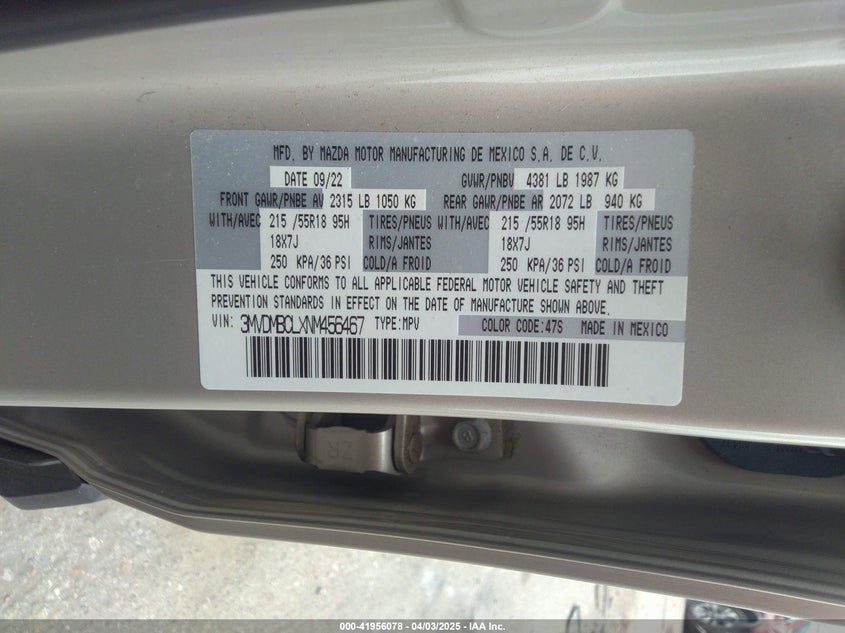 MFD. BY MAZDA MOTOR MANUFACTURING DE MEXICO S.A. DE C.V.
DATE 09/22 GVWR/PNBV 4381 LB 1987 KG
FRONT GAWR/PNBE AV 2315 LB 1050 KG REAR GAWR/PNBE AR 2072 LB 940 KG
WITH/AVEC 215 /55R18 95H TIRES/PNEUS WITH/AVEC 215 /55R18 95H TIRES/PNEUS
18X7J RIMS/JANTES 18X7J RIMS/JANTES
250 KPA/36 PSI COLD/A FROID 250 KPA/36 PSI COLD/A FROID
THIS VEHICLE CONFORMS TO ALL APPLICABLE FEDERAL MOTOR VEHICLE SAFETY AND THEFT
PREVENTION STANDARDS IN EFFECT ON THE DATE OF MANUFACTURE SHOWN ABOVE.
VIN: 3MVDMBCLXNM456467 TYPE:MPV COLOR CODE:47S MADE IN MEXICO
ZR
000-41956078 - 04/03/2025 - IAA Inc.